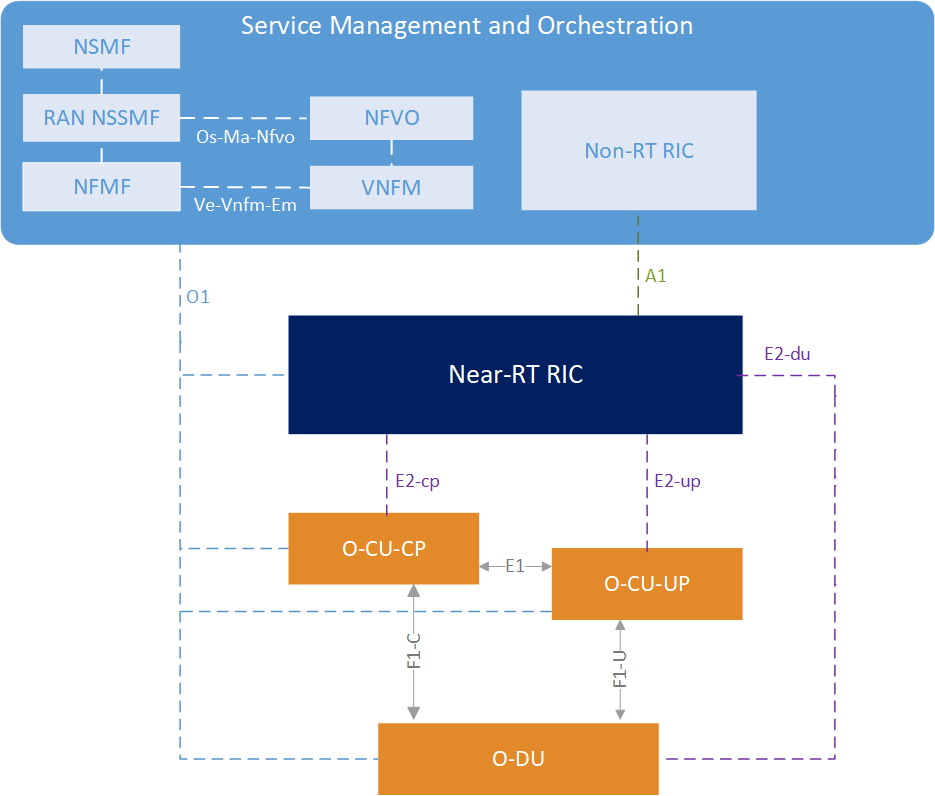 Service Management and Orchestration
NSMF
RAN NSSMF
Os-Ma-Nfvo
NFVO
NFMF
Ve-Vnfm-Em
VNFM
Non-RT RIC
A1
O1
Near-RT RIC
E2-du
E2-cp
E2-up
O-CU-CP
E1
O-CU-UP
F1-C
F1-U
O-DU